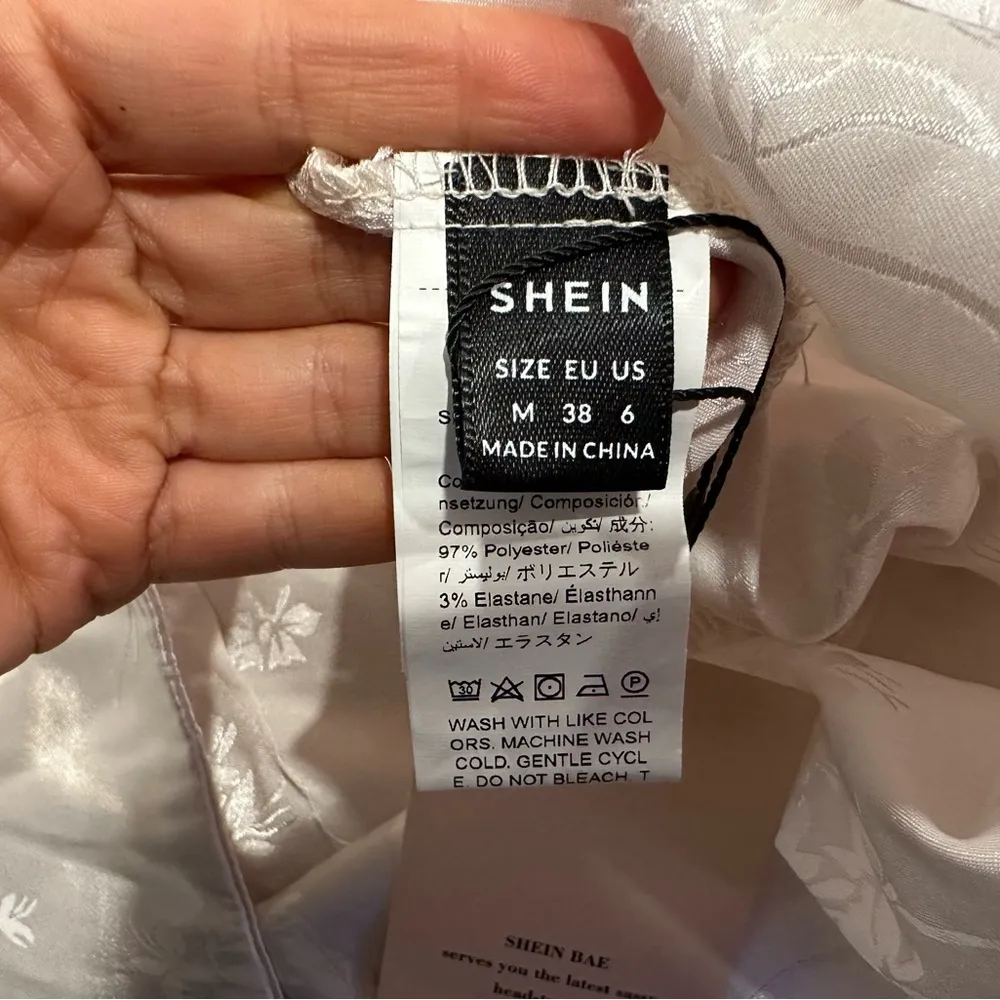 SHEIN
SIZE EU US
M 38 6
MADE IN CHINA
S
Co
nsetzung/ Composición/
Composição/ تكوين/ 成分:
97% Polyester/ Poliéste
r/ بوليستر/ ポリエステル
3% Elastane/ Élasthann
e/ Elasthan/ Elastano/ إي
لاستين/ エラスタン
30
P
WASH WITH LIKE COL
ORS. MACHINE WASH
COLD. GENTLE CYCL
E. DO NOT BLEACH. T
SHEIN BAE
serves you the latest